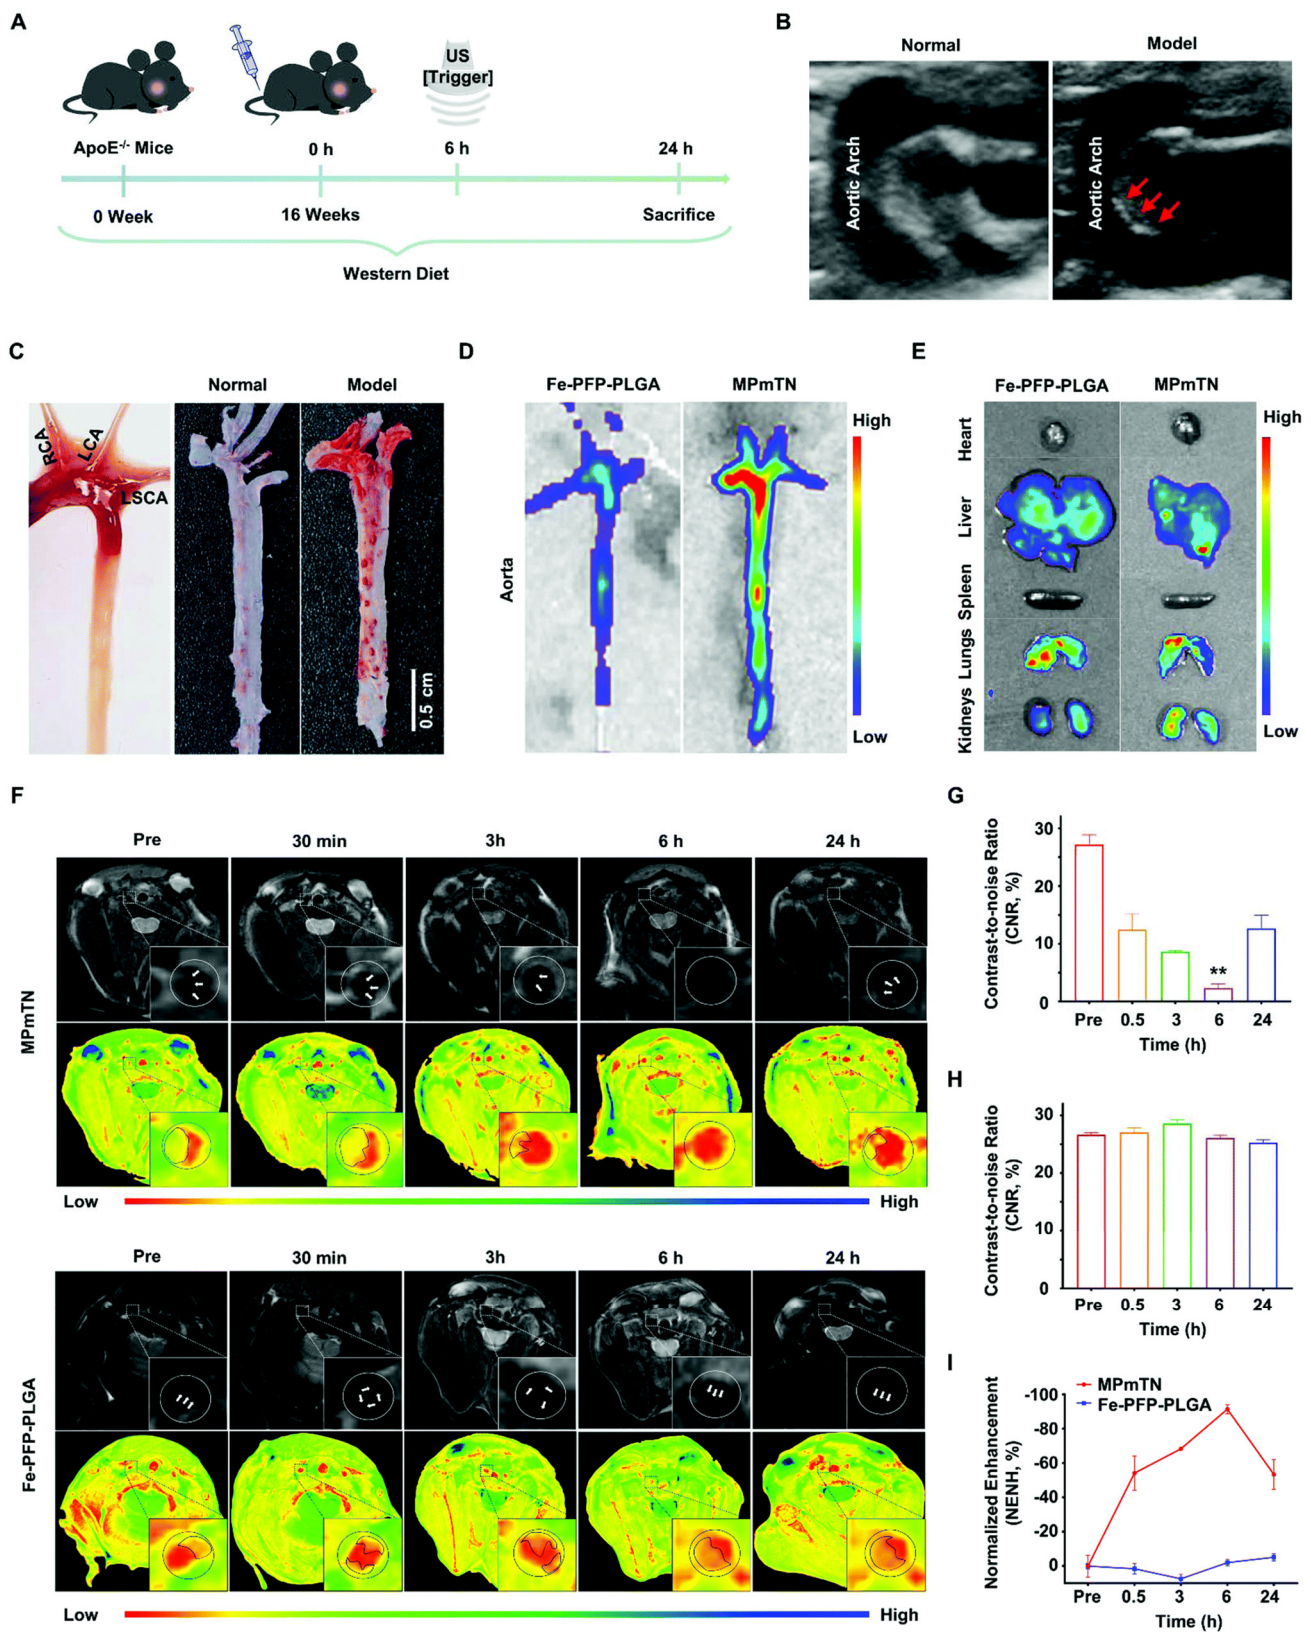 A
US
[Trigger]
ApoE-/- Mice
0 h
6 h
24 h
0 Week
16 Weeks
Sacrifice
Western Diet
B
Normal
Model
Aortic Arch
Aortic Arch
C
Normal
Model
RCA
LCA
LSCA
0.5 cm
D
Fe-PFP-PLGA
MPmTN
Aorta
High
Low
E
Fe-PFP-PLGA
MPmTN
Heart
Liver
Spleen
Lungs
Kidneys
High
Low
F
Pre
30 min
3h
6 h
24 h
MPmTN
Low
High
Pre
30 min
3h
6 h
24 h
Fe-PFP-PLGA
Low
High
G
Contrast-to-noise Ratio
(CNR, %)
30
20
10
0
**
Pre
0.5
3
6
24
Time (h)
H
Contrast-to-noise Ratio
(CNR, %)
30
20
10
0
Pre
0.5
3
6
24
Time (h)
I
Normalized Enhancement
(NENH, %)
-100
-80
-60
-40
-20
0
MPmTN
Fe-PFP-PLGA
Pre
0.5
3
6
24
Time (h)